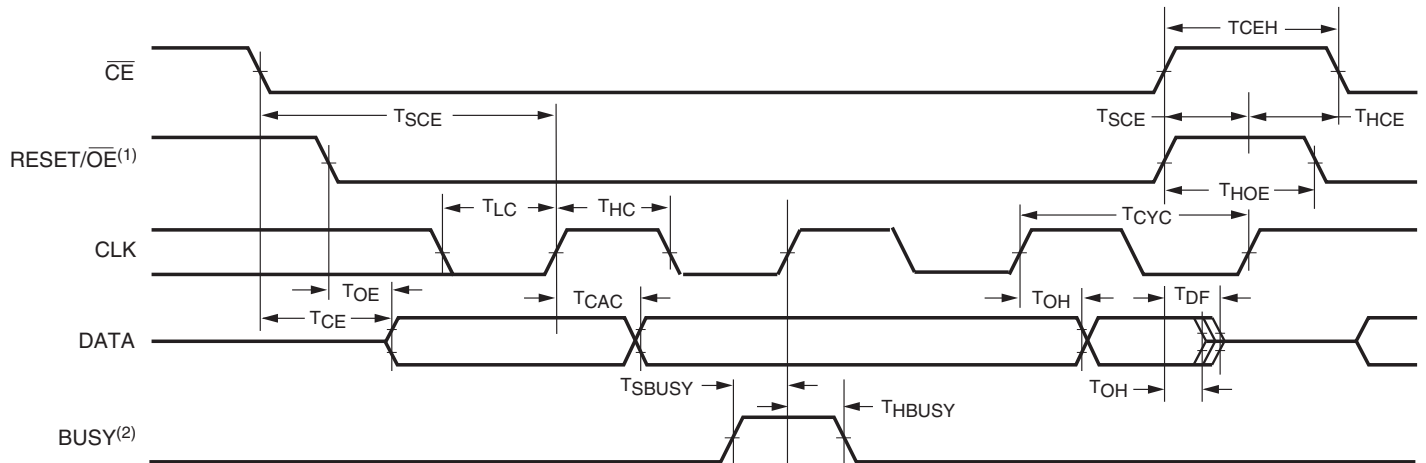 TCEH
CE
TSCE
TSCE
THCE
RESET/OE(1)
THOE
TLC
THC
TCYC
CLK
TOE
TCAC
TOH
TDF
TCE
DATA
TSBUSY
THBUSY
TOH
BUSY(2)